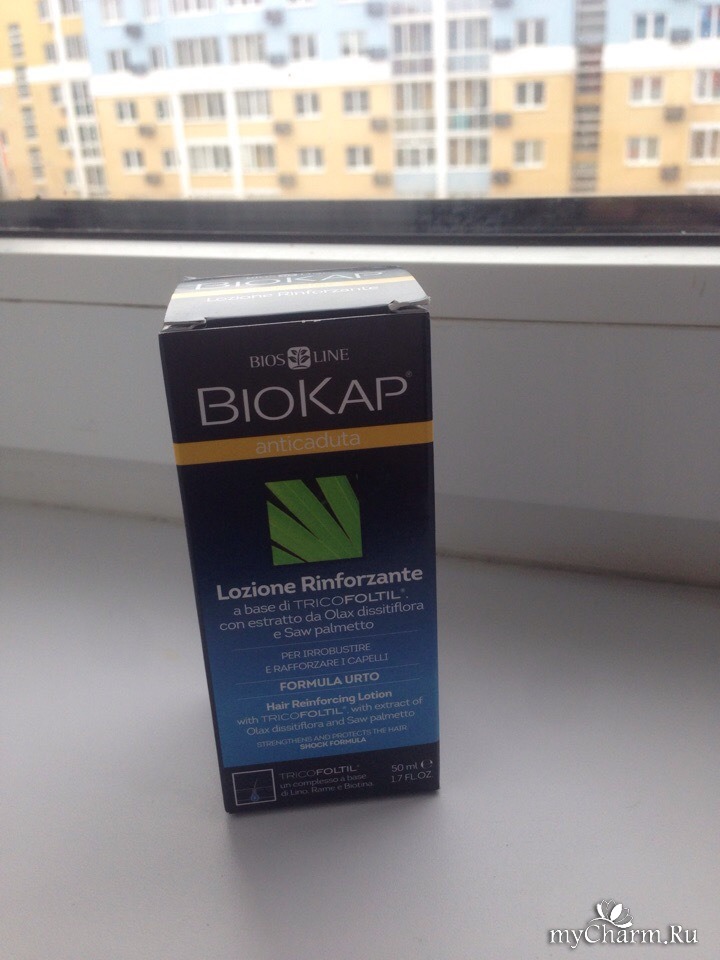 BIOKAP
Lozione Rinforzante
BIOS LINE
BIOKAP®
anticaduta
Lozione Rinforzante
a base di TRICOFOLTIL®,
con estratto da Olax dissitiflora
e Saw palmetto
PER IRROBUSTIRE
E RAFFORZARE I CAPELLI
FORMULA URTO
Hair Reinforcing Lotion
with TRICOFOLTIL®, with extract of
Olax dissitiflora and Saw palmetto
STRENGTHENS AND PROTECTS THE HAIR
SHOCK FORMULA
TRICOFOLTIL®
un complesso a base
di Lino, Rame e Biotina
50 ml ℮
1.7 FL.OZ.
myCharm.Ru